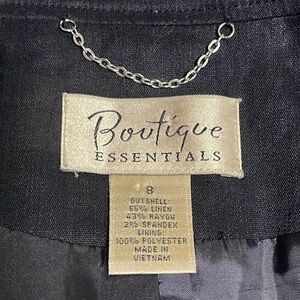 Boutique
ESSENTIALS
8
OUTSHELL:
55% LINEN
43% RAYON
2% SPANDEX
LINING:
100% POLYESTER
MADE IN
VIETNAM